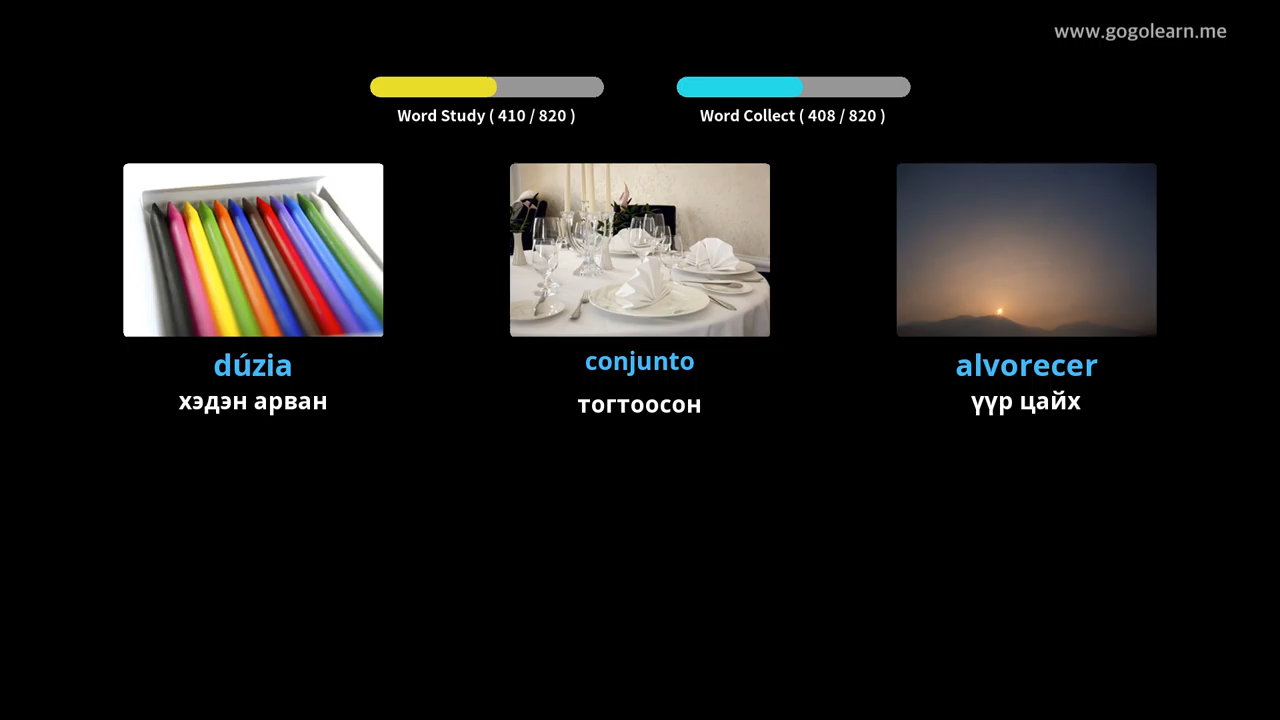 www.gogolearn.me
Word Study ( 410 / 820 )
Word Collect ( 408 / 820 )
dúzia
хэдэн арван
conjunto
тогтоосон
alvorecer
үүр цайх